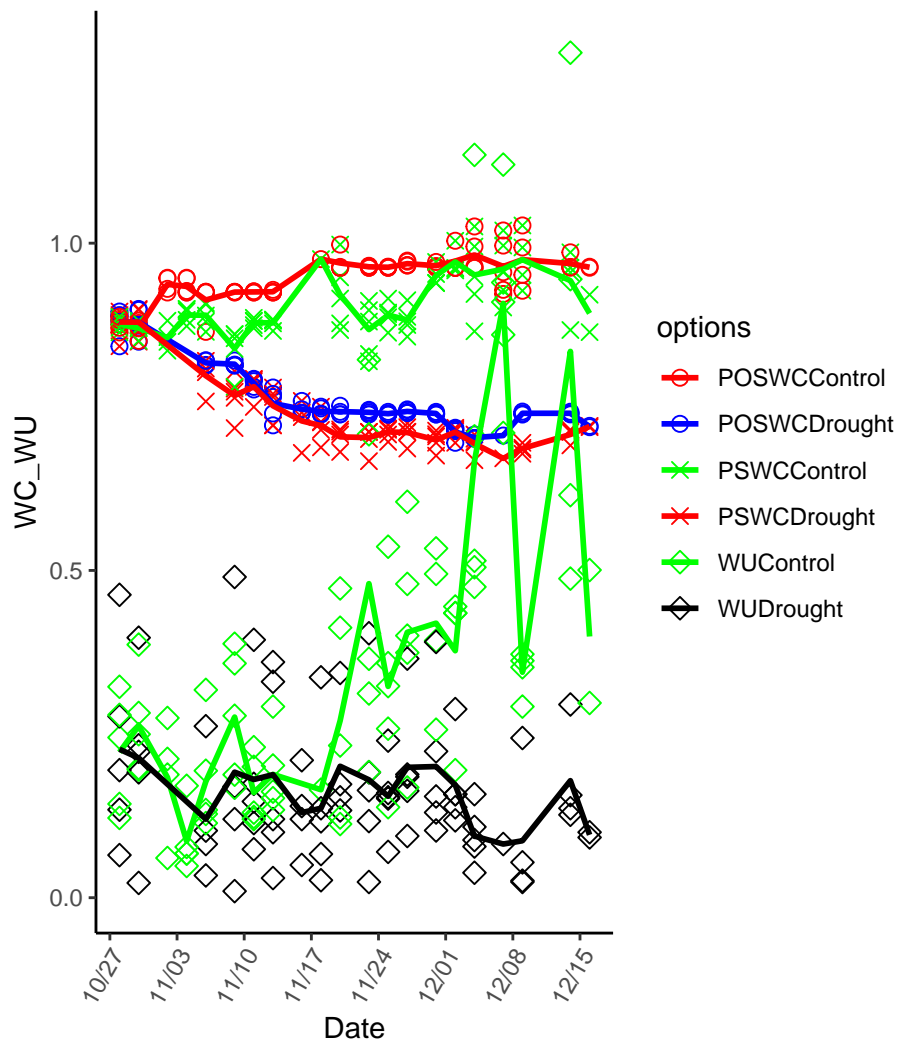 WC_WU
1.0
0.5
0.0
10/27
11/03
11/10
11/17
11/24
12/01
12/08
12/15
Date
options
POSWCControl
POSWCDrought
PSWCControl
PSWCDrought
WUControl
WUDrought